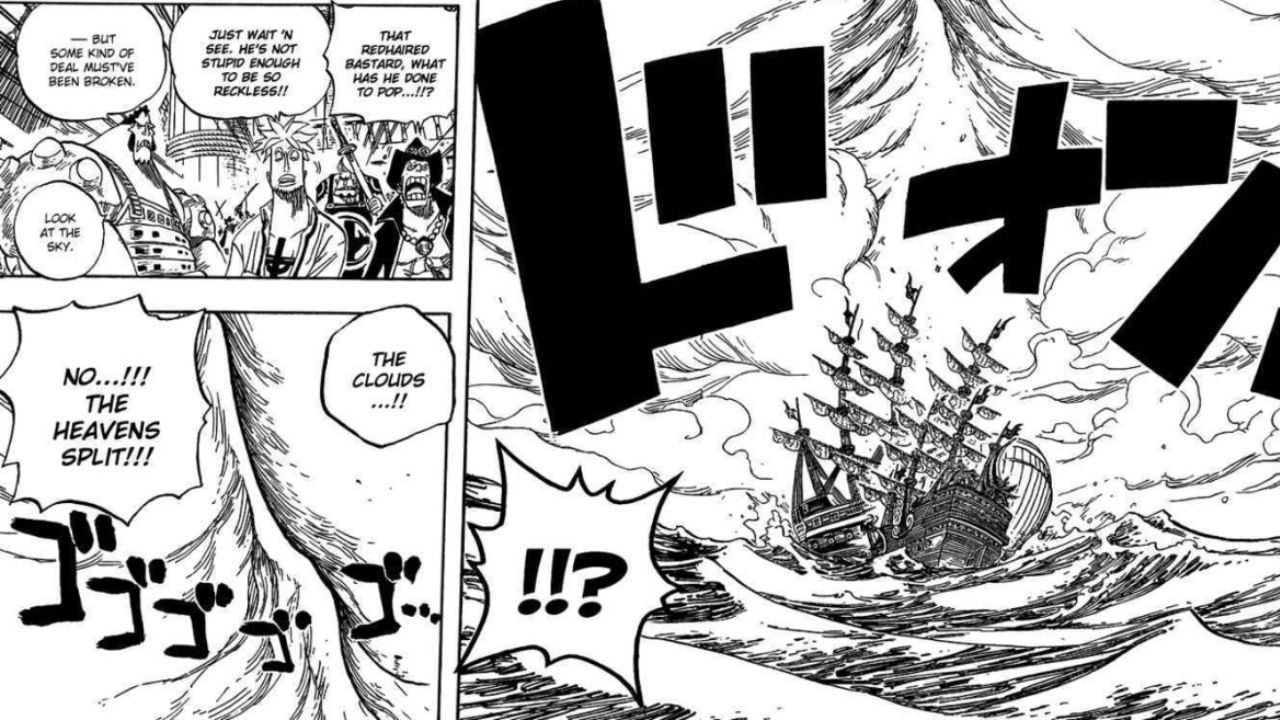 ドオン
!!?
THAT
REDHAIRED
BASTARD, WHAT
HAS HE DONE
TO POP...!!?
JUST WAIT 'N
SEE. HE'S NOT
STUPID ENOUGH
TO BE SO
RECKLESS!!
— BUT
SOME KIND OF
DEAL MUST'VE
BEEN BROKEN.
LOOK
AT THE
SKY.
THE
CLOUDS
...!!
NO...!!!
THE
HEAVENS
SPLIT!!!
ゴゴゴゴゴ